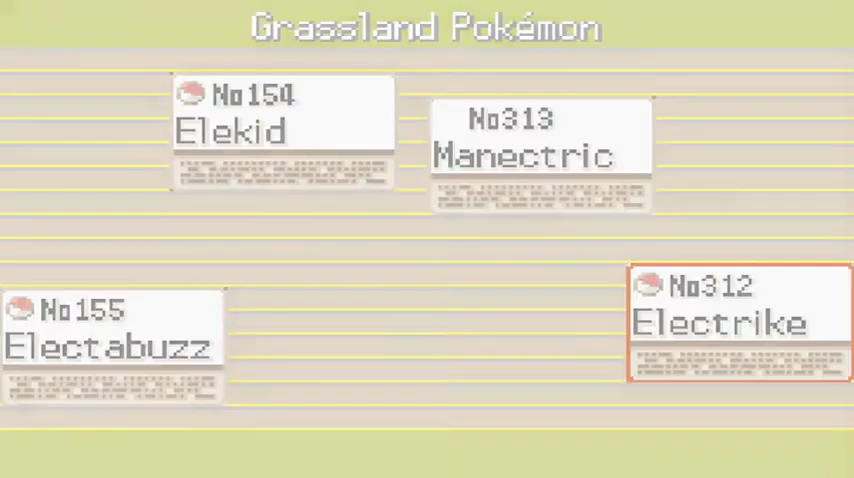 Grassland Pokémon
No154
Elekid
No313
Manectric
No312
Electrike
No155
Electabuzz